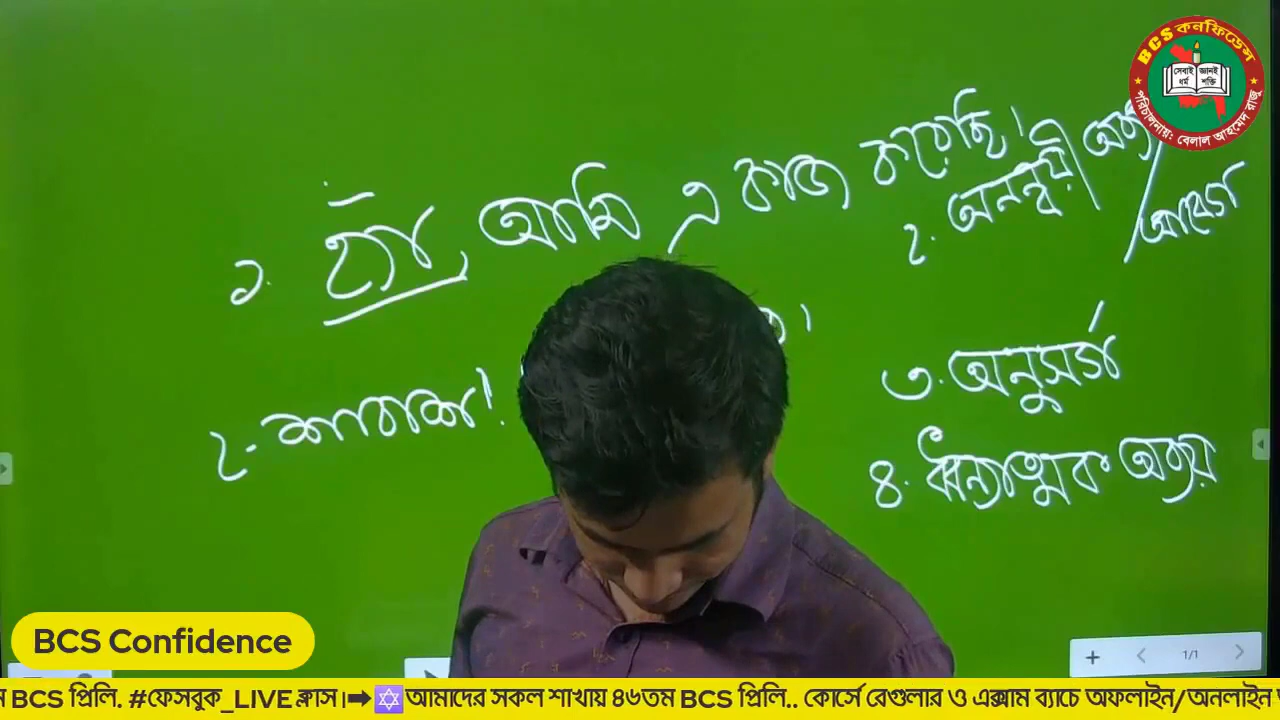 BCS কনফিডেন্স
সেবাই ধর্ম জ্ঞানই শক্তি
পরিচালনায়: বেলাল আহমেদ রাজু
১. হ্যাঁ, আমি এ কাজ করেছি।
২. অনন্বয়ী অব্যয়/
আবেগ
২. শাবাশ!
৩. অনুসর্গ
৪. ধ্বন্যাত্মক অব্যয়
1/1
BCS Confidence
BCS প্রিলি. #ফেসবুক_LIVE ক্লাস।➡🔯আমাদের সকল শাখায় ৪৬তম BCS প্রিলি.. কোর্সে রেগুলার ও এক্সাম ব্যাচে অফলাইন/অনলাইন